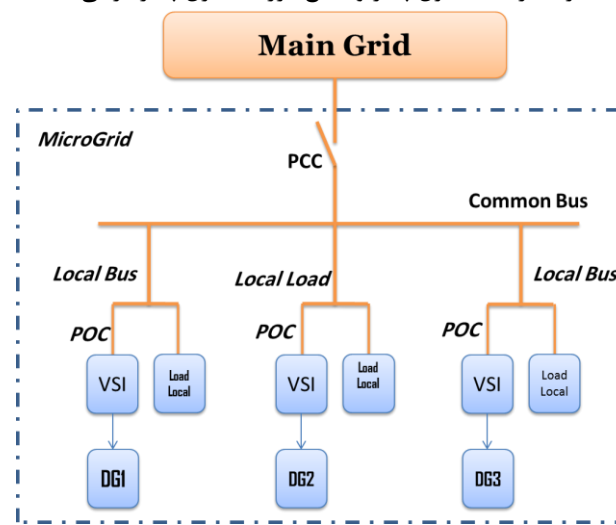 Main Grid
MicroGrid
PCC
Common Bus
Local Bus
Local Load
Local Bus
POC
POC
POC
VSI
Load
Local
VSI
Load
Local
VSI
Load
Local
DG1
DG2
DG3